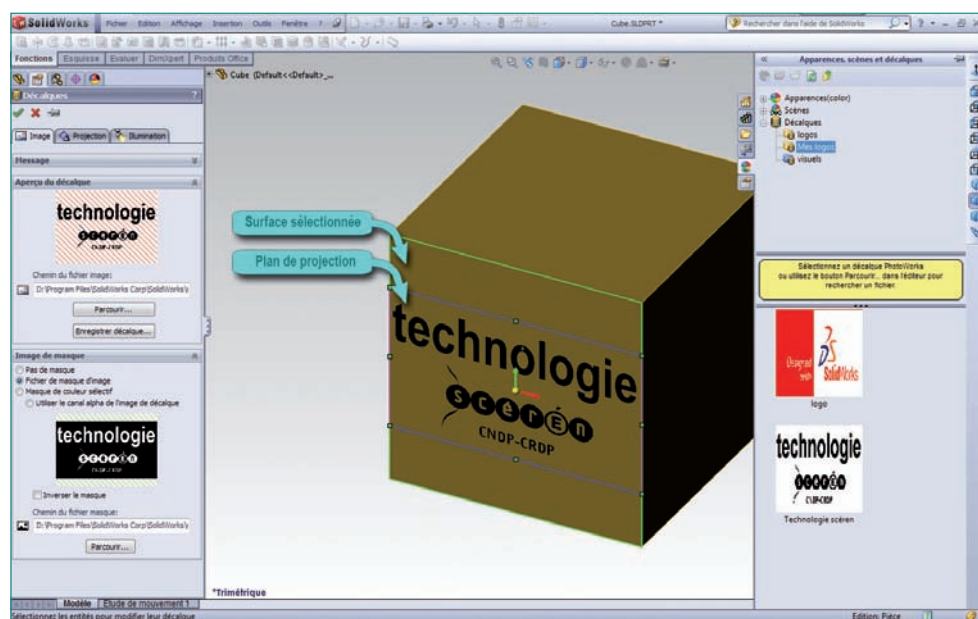 SolidWorks Fichier Edition Affichage Insertion Outils Fenêtre ? Cube.SLDPRT * Rechercher dans l'aide de SolidWorks
Fonctions Esquisse Evaluer DimXpert Produits Office
Décalques ?
Image Projection Illumination
Message
Aperçu du décalque
technologie
scérén
CNDP-CRDP
Chemin du fichier image:
D:\Program Files\SolidWorks Corp\SolidWorks\
Parcourir...
Enregistrer décalque...
Image de masque
Pas de masque
Fichier de masque d'image
Masque de couleur sélectif
Utiliser le canal alpha de l'image de décalque
technologie
scérén
CNDP-CRDP
Inverser le masque
Chemin du fichier masque:
D:\Program Files\SolidWorks Corp\SolidWorks\
Parcourir...
Cube (Default<<Default>_...
Surface sélectionnée
Plan de projection
technologie
scérén
CNDP-CRDP
*Trimétrique
Apparences, scènes et décalques
Apparences(color)
Scènes
Décalques
logos
Mes logos
visuels
Sélectionnez un décalque PhotoWorks
ou utilisez le bouton Parcourir... dans l'éditeur pour
rechercher un fichier.
Designed
with
SolidWorks
logo
technologie
scérén
CNDP-CRDP
Technologie scéren
Modèle Etude de mouvement 1
Sélectionnez les entités pour modifier leur décalque Edition: Pièce